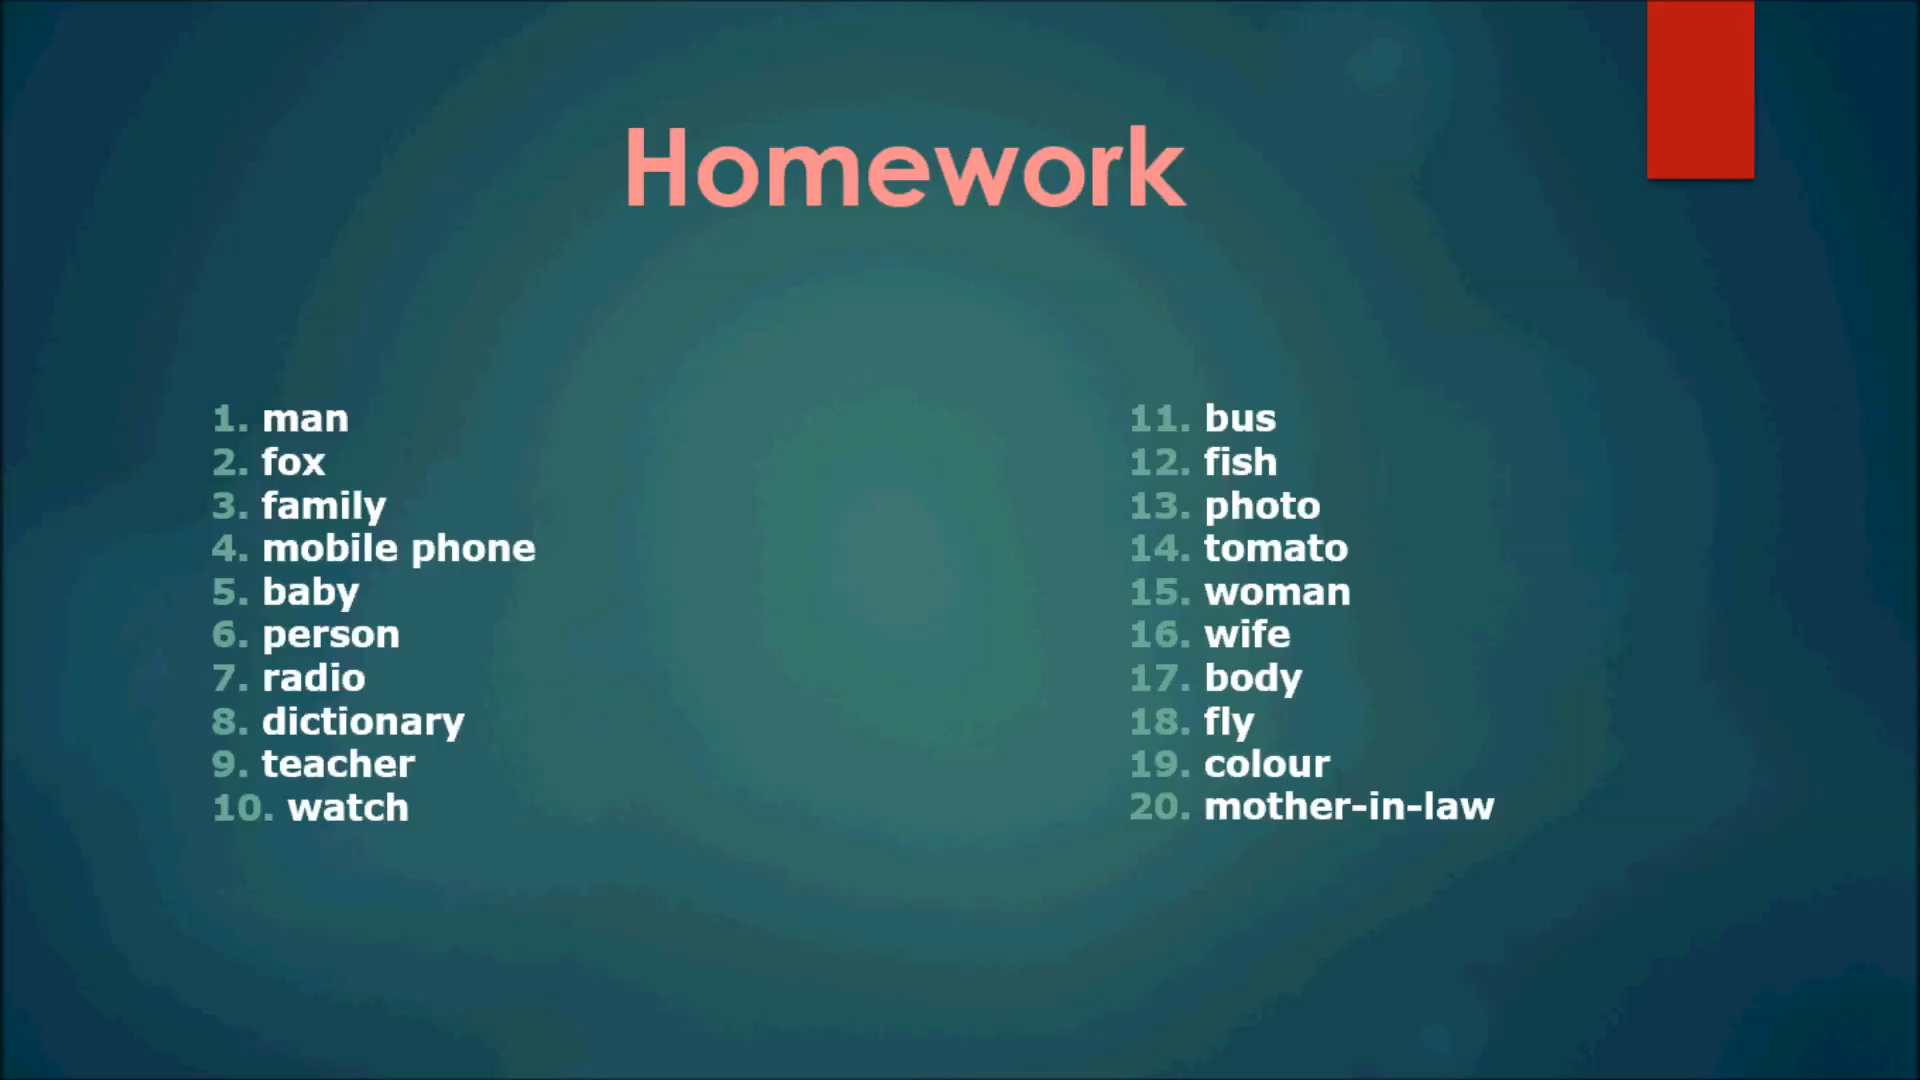 Homework
1. man
2. fox
3. family
4. mobile phone
5. baby
6. person
7. radio
8. dictionary
9. teacher
10. watch
11. bus
12. fish
13. photo
14. tomato
15. woman
16. wife
17. body
18. fly
19. colour
20. mother-in-law